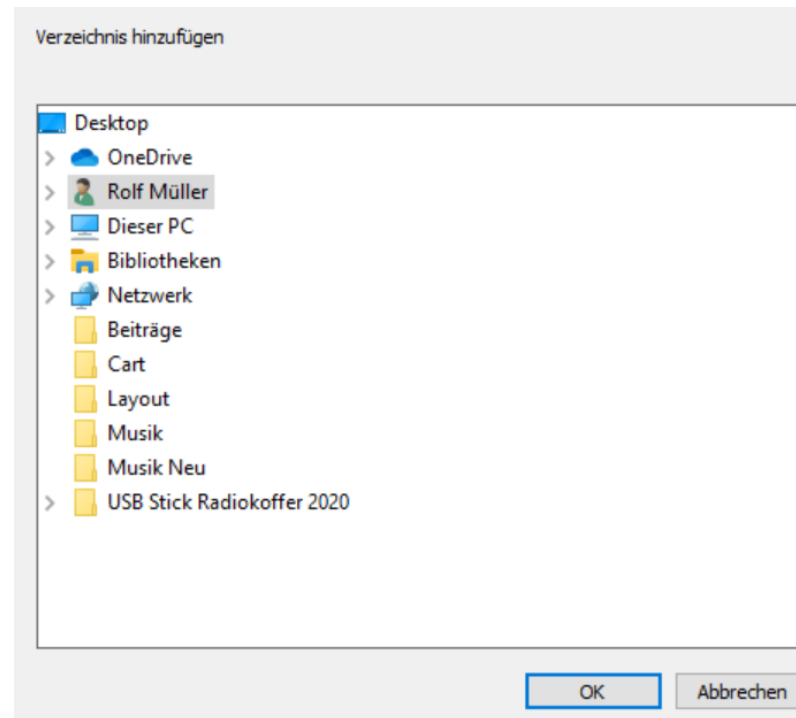 Verzeichnis hinzufügen
Desktop
OneDrive
Rolf Müller
Dieser PC
Bibliotheken
Netzwerk
Beiträge
Cart
Layout
Musik
Musik Neu
USB Stick Radiokoffer 2020
OK Abbrechen